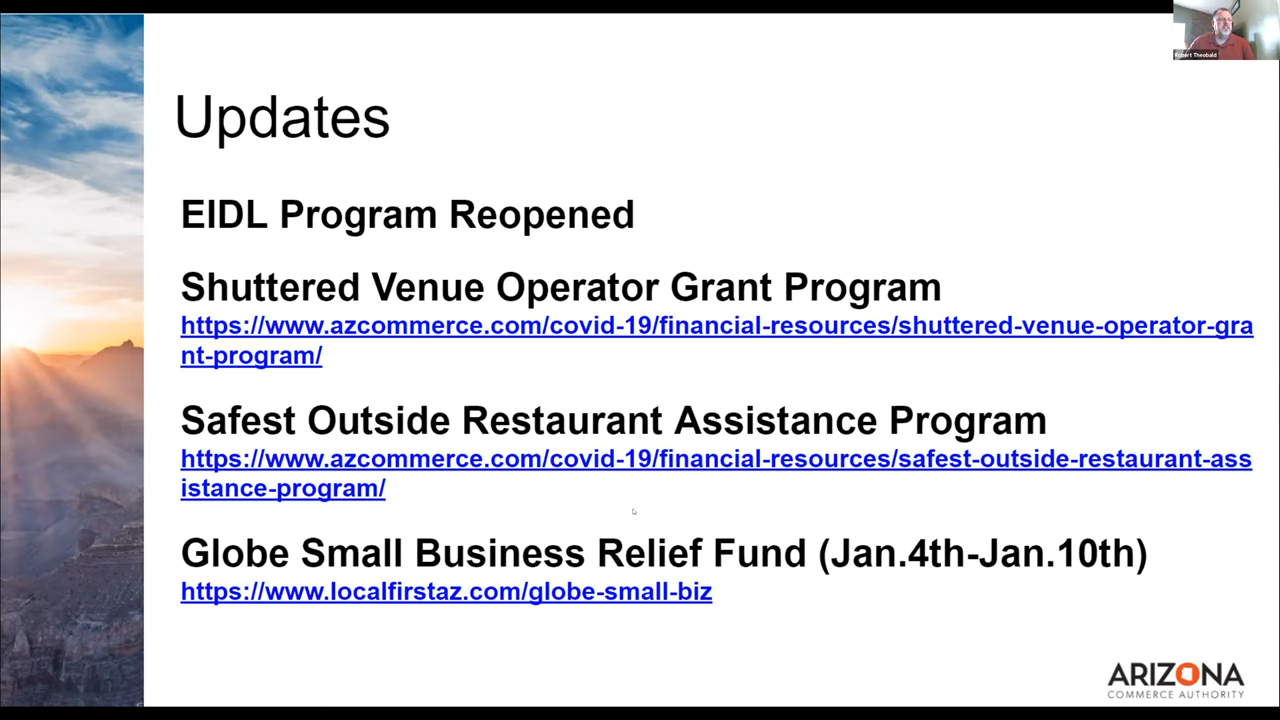 Robert Theobald
Updates
EIDL Program Reopened
Shuttered Venue Operator Grant Program
https://www.azcommerce.com/covid-19/financial-resources/shuttered-venue-operator-gra
nt-program/
Safest Outside Restaurant Assistance Program
https://www.azcommerce.com/covid-19/financial-resources/safest-outside-restaurant-ass
istance-program/
Globe Small Business Relief Fund (Jan.4th-Jan.10th)
https://www.localfirstaz.com/globe-small-biz
ARIZONA
COMMERCE AUTHORITY